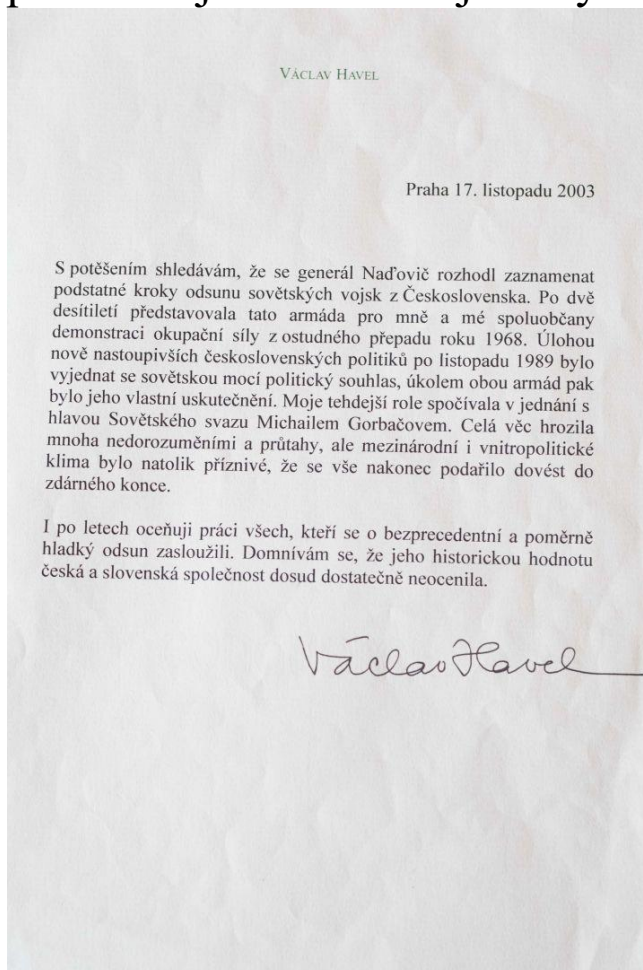 VÁCLAV HAVEL
Praha 17. listopadu 2003
S potěšením shledávám, že se generál Naďovič rozhodl zaznamenat
podstatné kroky odsunu sovětských vojsk z Československa. Po dvě
desítiletí představovala tato armáda pro mně a mé spoluobčany
demonstraci okupační síly z ostudného přepadu roku 1968. Úlohou
nově nastoupivších československých politiků po listopadu 1989 bylo
vyjednat se sovětskou mocí politický souhlas, úkolem obou armád pak
bylo jeho vlastní uskutečnění. Moje tehdejší role spočívala v jednání s
hlavou Sovětského svazu Michailem Gorbačovem. Celá věc hrozila
mnoha nedorozuměními a průtahy, ale mezinárodní i vnitropolitické
klima bylo natolik příznivé, že se vše nakonec podařilo dovést do
zdárného konce.
I po letech oceňuji práci všech, kteří se o bezprecedentní a poměrně
hladký odsun zasloužili. Domnívám se, že jeho historickou hodnotu
česká a slovenská společnost dosud dostatečně neocenila.
Václav Havel